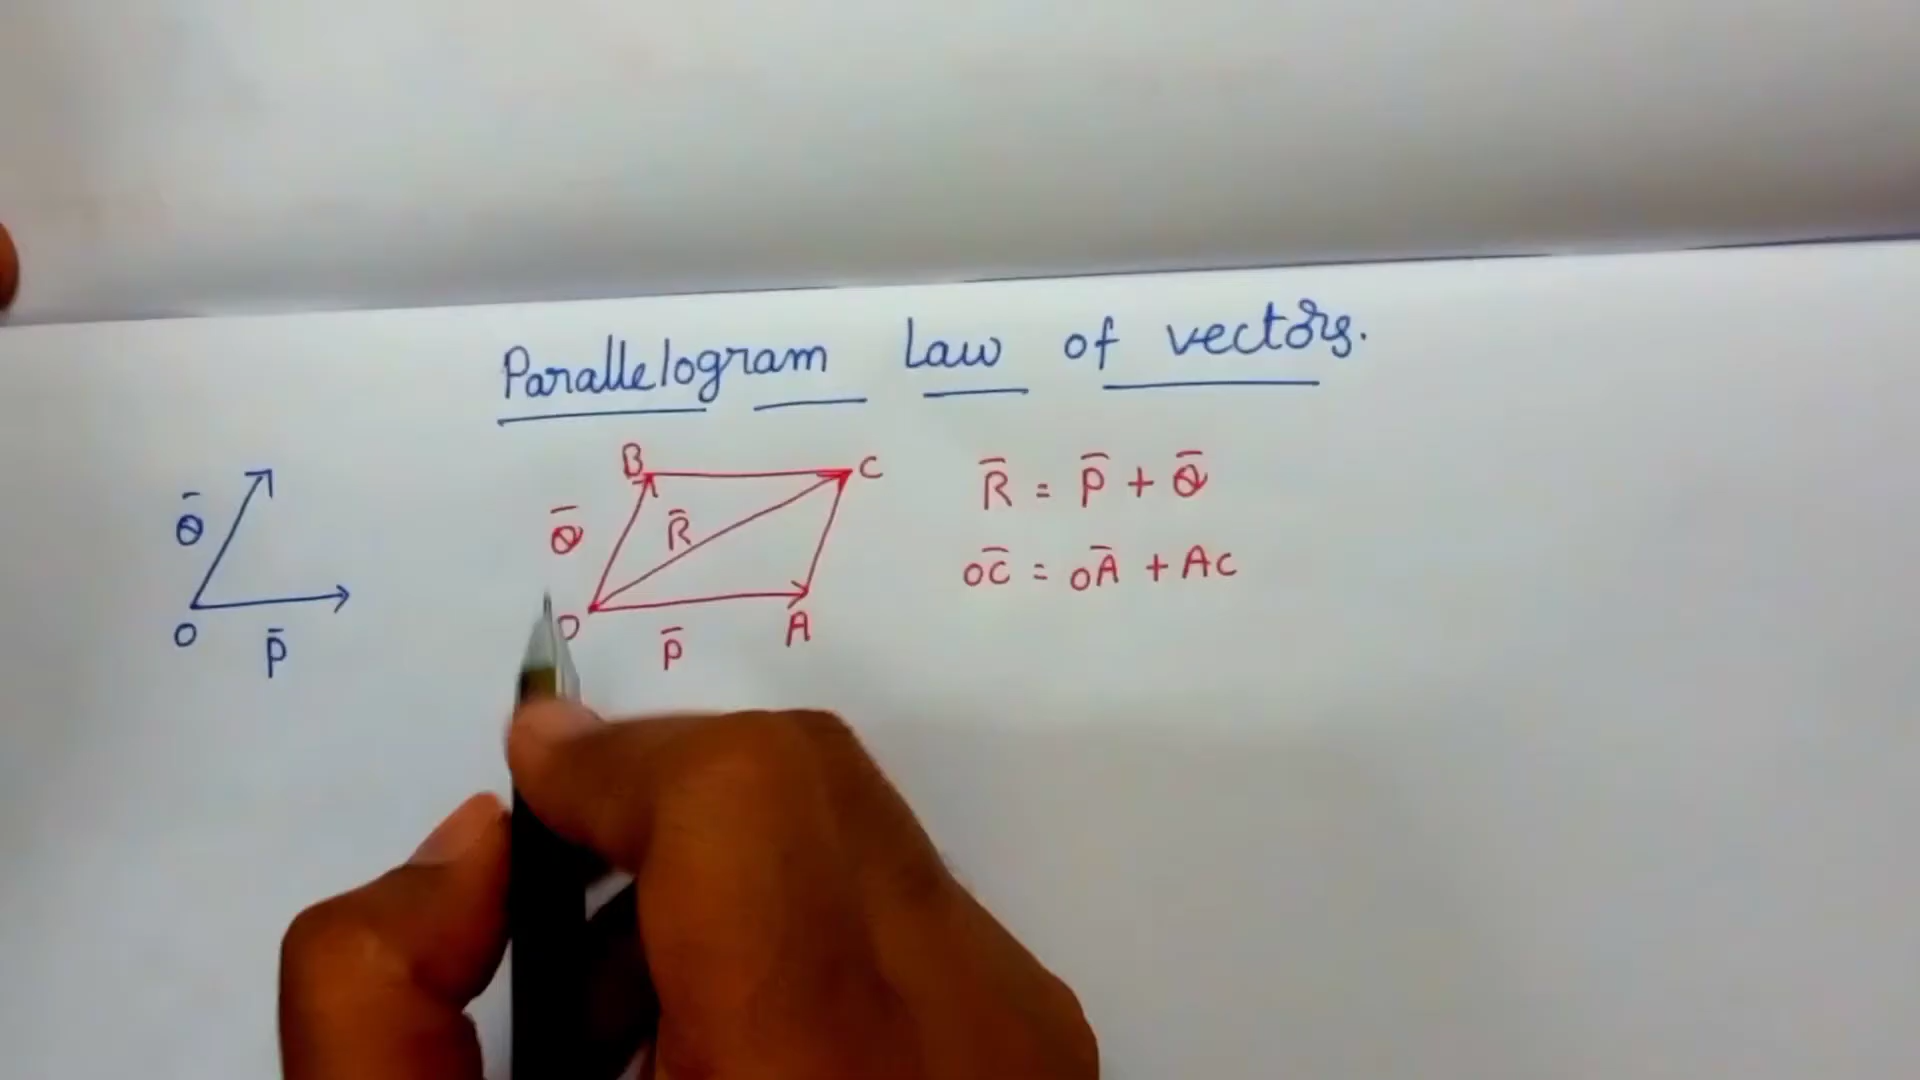 Parallelogram Law of vectors.
B C
Q̄ R̄
O A
P̄
Q̄
O P̄
R̄ = P̄ + Q̄
OC̄ = OĀ + AC